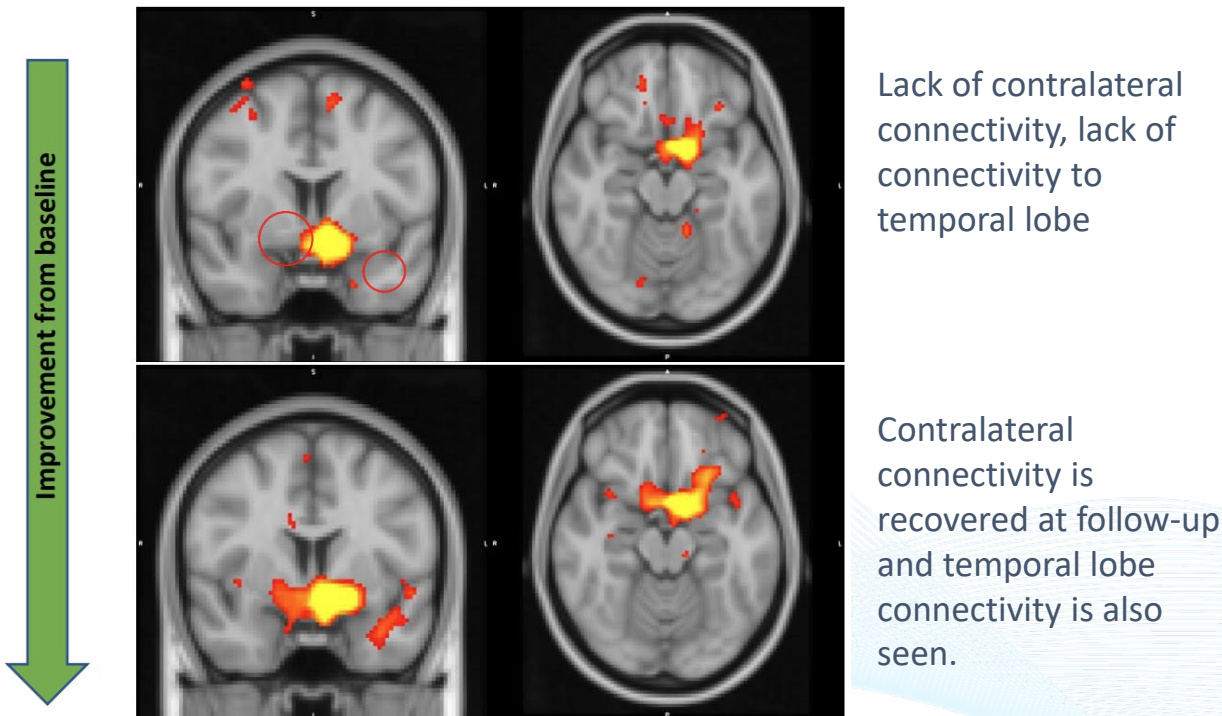 Improvement from baseline
S
R
L
I
A
R
L
P
Lack of contralateral
connectivity, lack of
connectivity to
temporal lobe
S
R
L
I
A
R
L
P
Contralateral
connectivity is
recovered at follow-up
and temporal lobe
connectivity is also
seen.